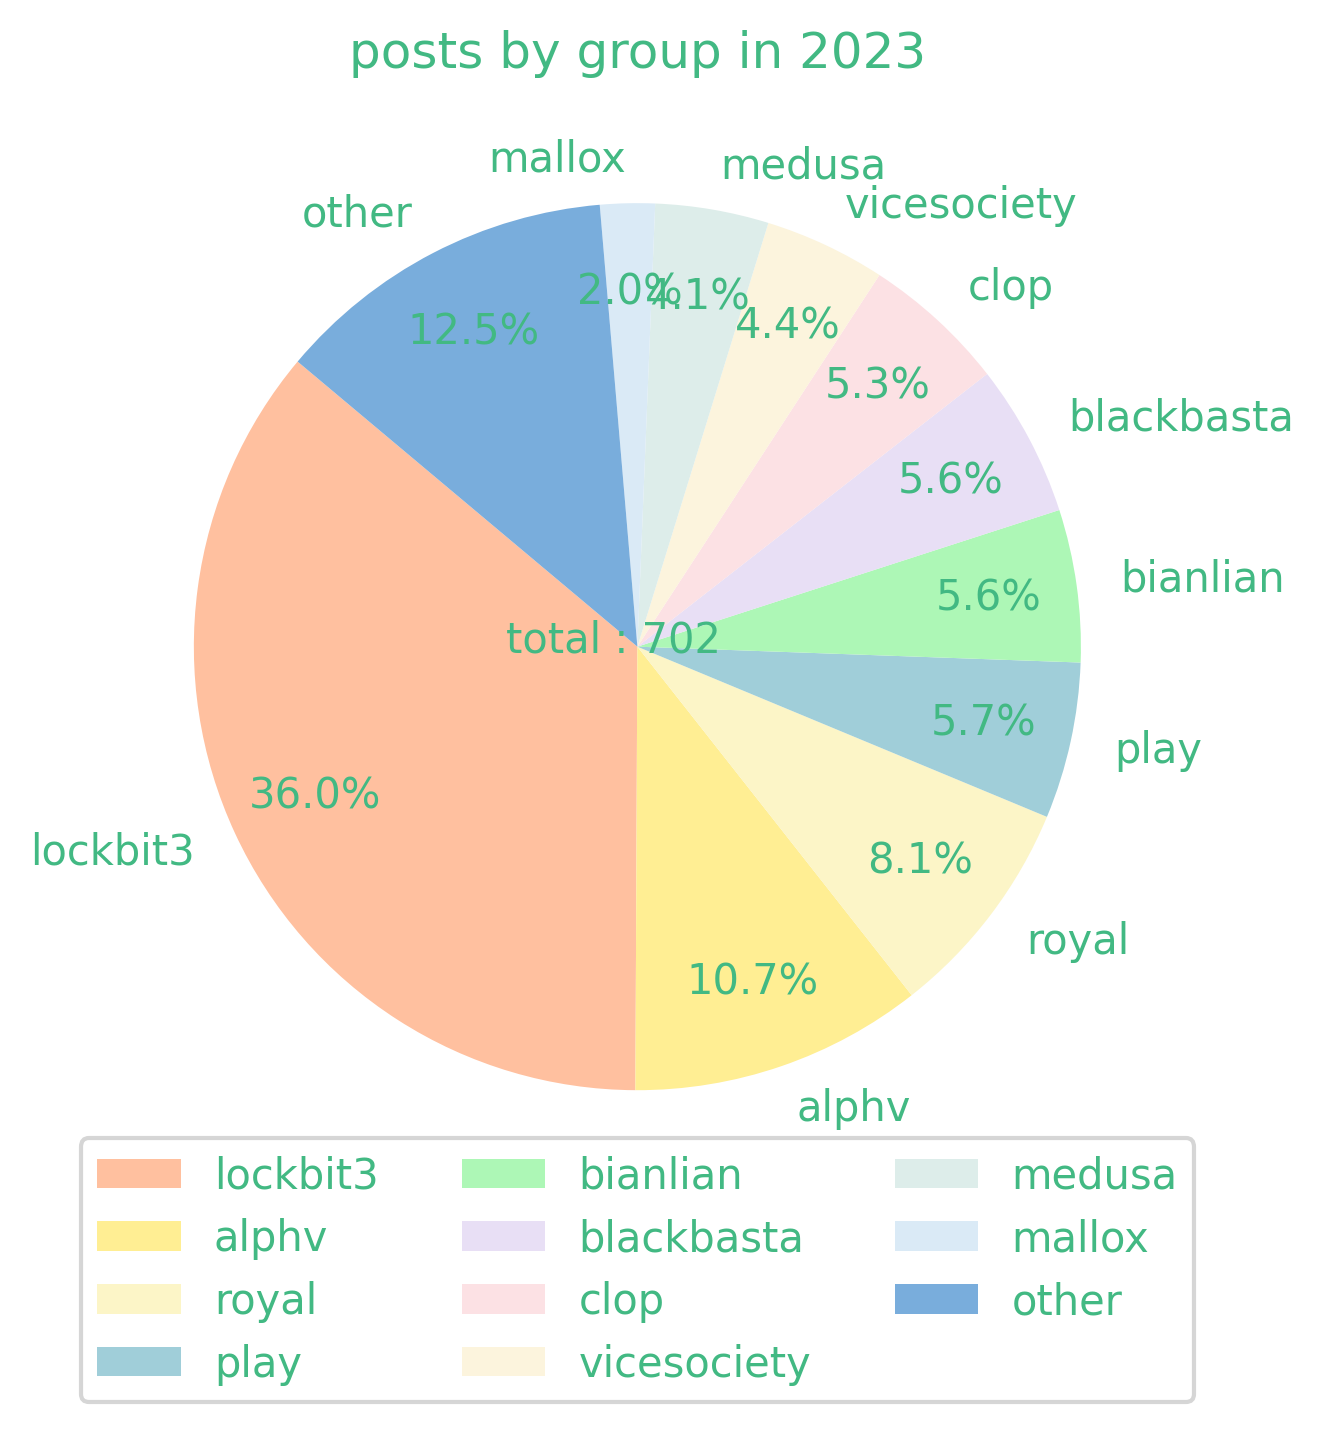 posts by group in 2023
mallox
medusa
other
vicesociety
clop
2.0%
4.1%
4.4%
12.5%
5.3%
blackbasta
5.6%
bianlian
5.6%
total : 702
5.7%
play
36.0%
lockbit3
8.1%
royal
10.7%
alphv
lockbit3
alphv
royal
play
bianlian
blackbasta
clop
vicesociety
medusa
mallox
other